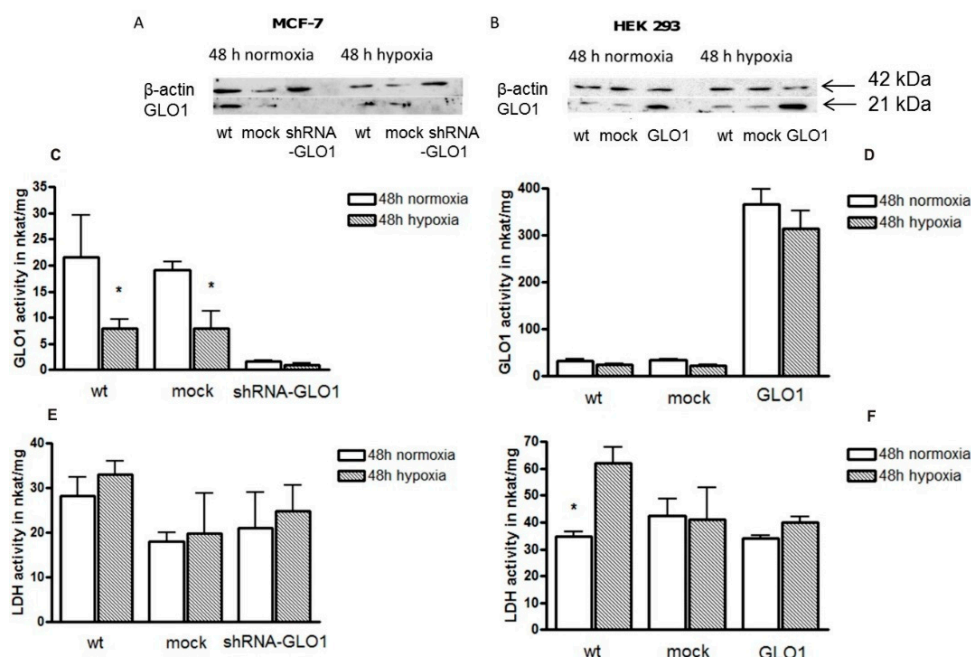 A
MCF-7
B
HEK 293
48 h normoxia 48 h hypoxia
48 h normoxia 48 h hypoxia
β-actin
GLO1
wt mock shRNA wt mock shRNA
-GLO1 -GLO1
β-actin
GLO1
42 kDa
21 kDa
wt mock GLO1 wt mock GLO1
C
GLO1 activity in nkat/mg
35
30
25
20
15
10
5
0
* *
wt mock shRNA-GLO1
48h normoxia
48h hypoxia
D
GLO1 activity in nkat/mg
400
300
200
100
0
wt mock GLO1
48h normoxia
48h hypoxia
E
LDH activity in nkat/mg
40
30
20
10
0
wt mock shRNA-GLO1
48h normoxia
48h hypoxia
F
LDH activity in nkat/mg
70
60
50
40
30
20
10
0
*
wt mock GLO1
48h normoxia
48h hypoxia